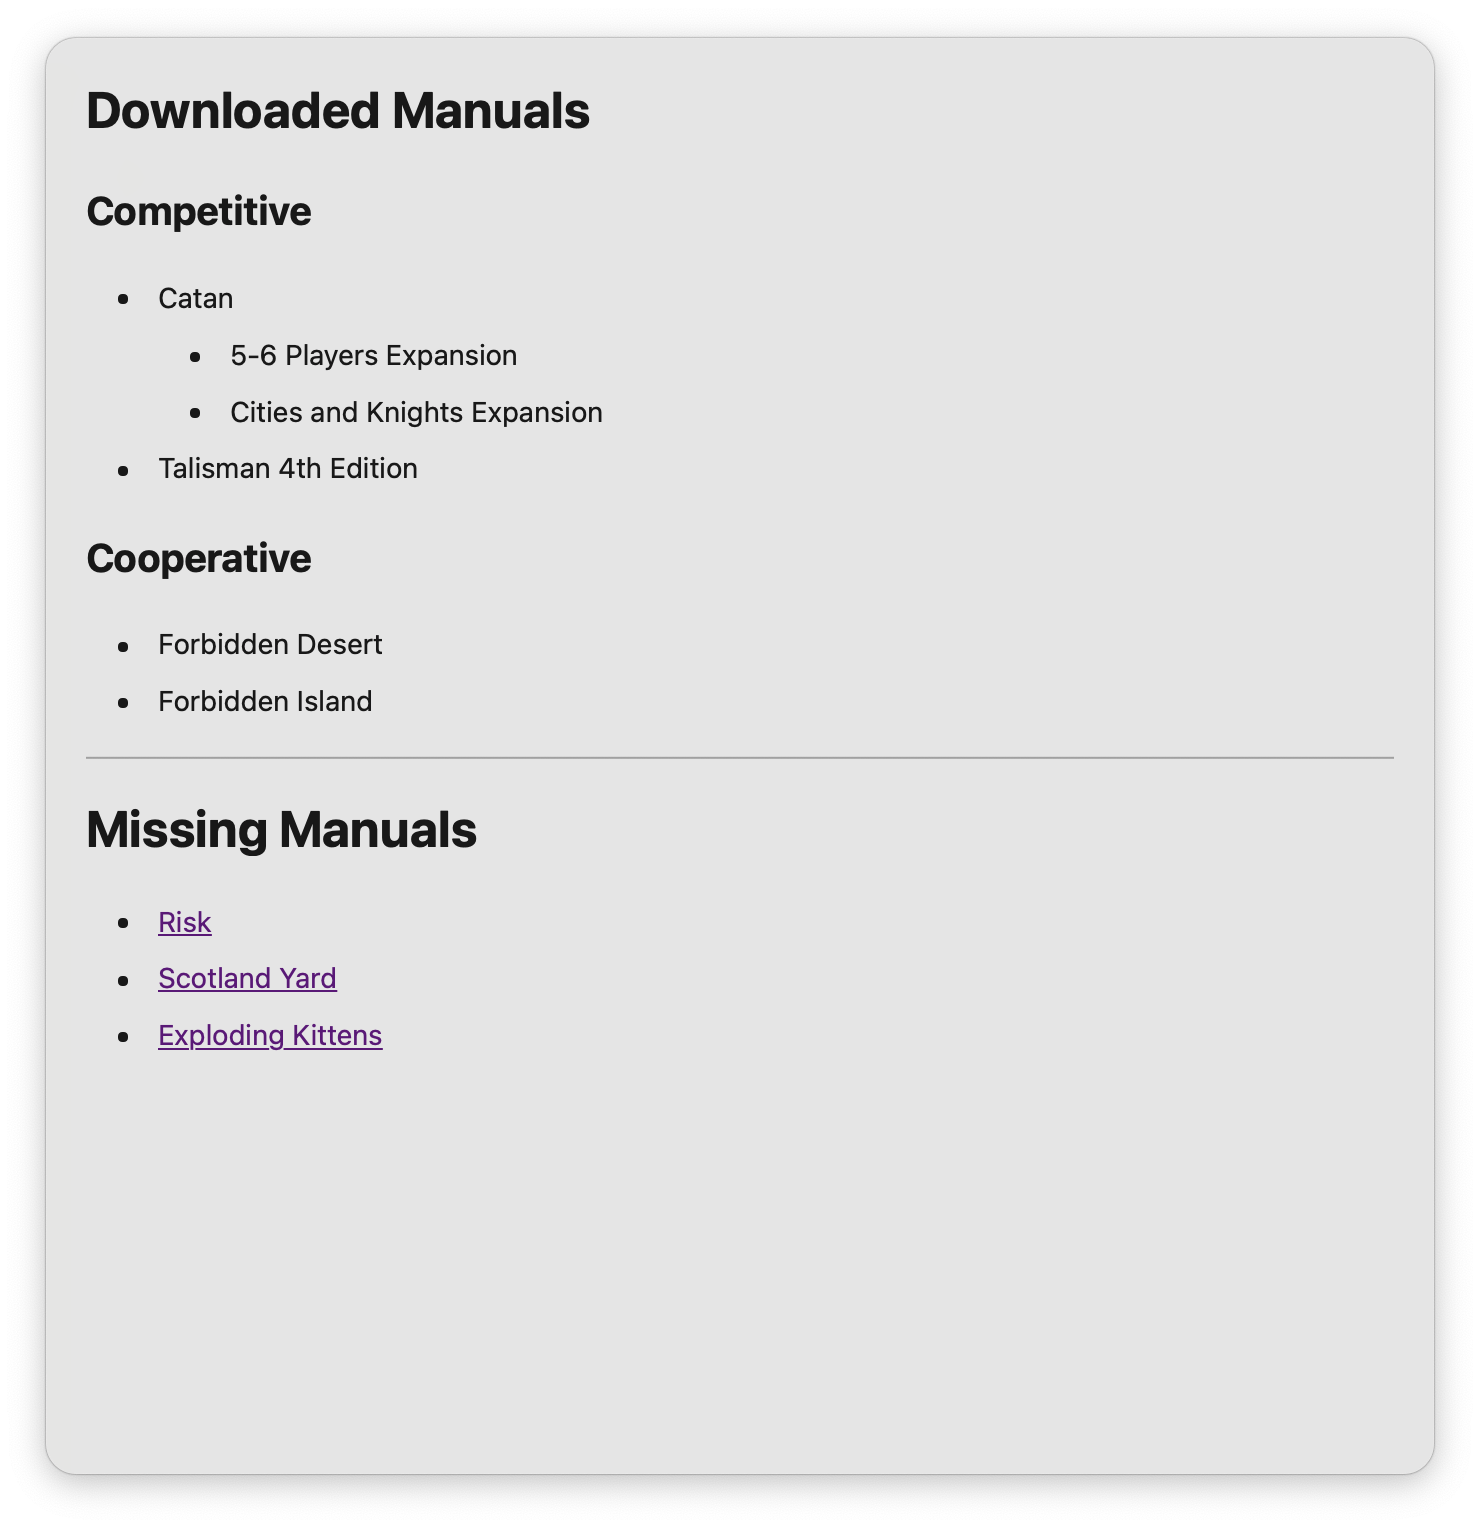 Downloaded Manuals
Competitive
Catan
5-6 Players Expansion
Cities and Knights Expansion
Talisman 4th Edition
Cooperative
Forbidden Desert
Forbidden Island
Missing Manuals
Risk
Scotland Yard
Exploding Kittens